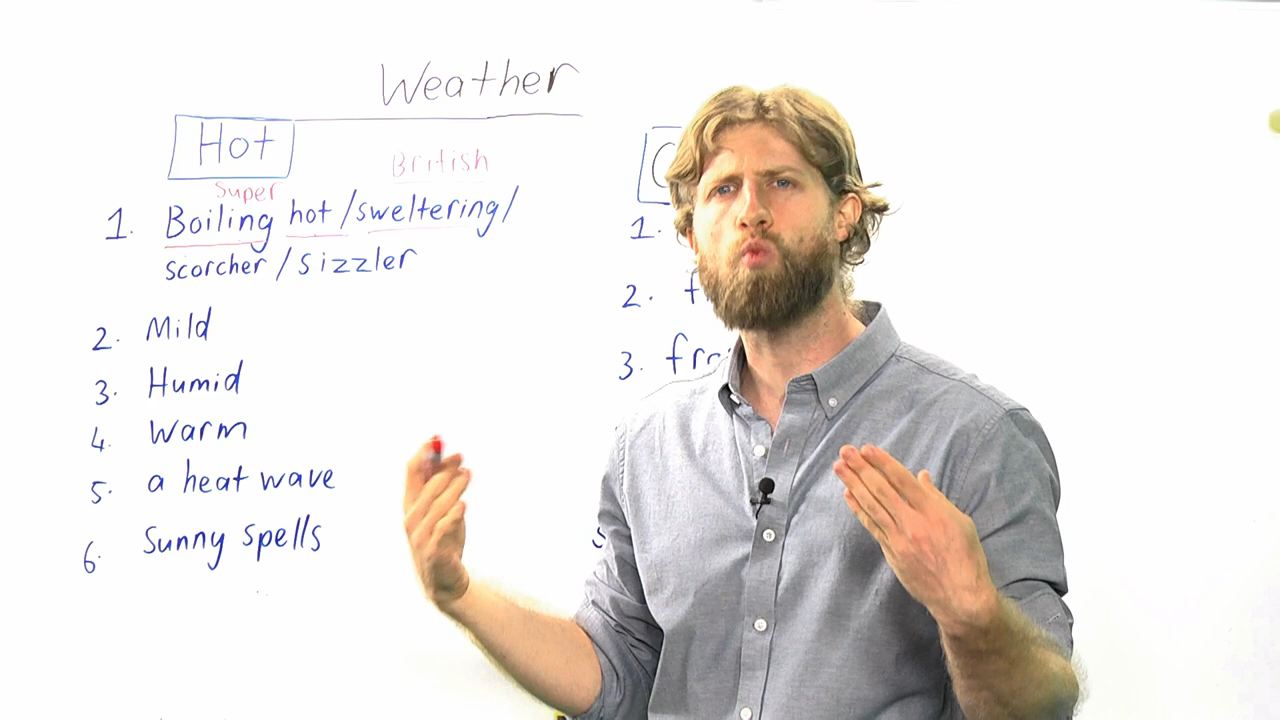 Weather
Hot
British
Super
1. Boiling hot / sweltering /
scorcher / sizzler
2. Mild
3. Humid
4. Warm
5. a heat wave
6. Sunny spells
1.
2.
3.